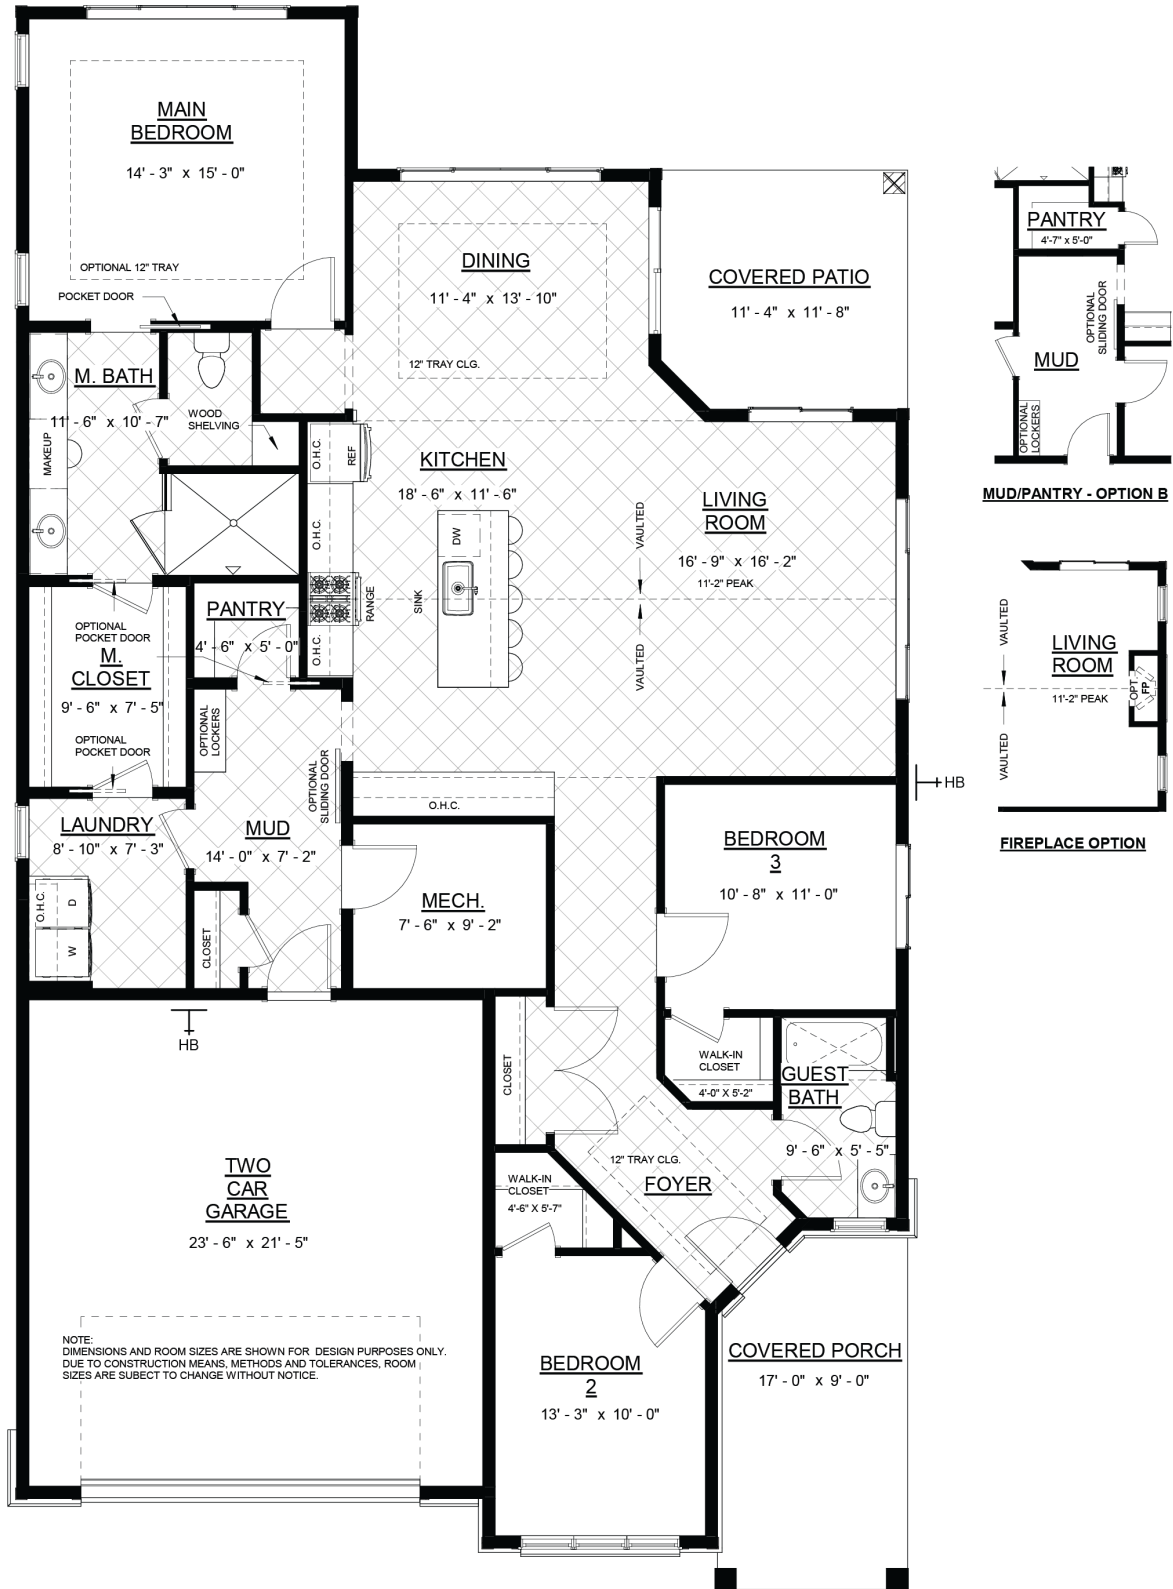 MAIN
BEDROOM
14' - 3" x 15' - 0"
OPTIONAL 12" TRAY
POCKET DOOR
DINING
11' - 4" x 13' - 10"
12" TRAY CLG.
COVERED PATIO
11' - 4" x 11' - 8"
M. BATH
11' - 6" x 10' - 7"
MAKEUP
WOOD
SHELVING
O.H.C.
REF
O.H.C.
RANGE
O.H.C.
KITCHEN
18' - 6" x 11' - 6"
DW
SINK
VAULTED
VAULTED
LIVING
ROOM
16' - 9" x 16' - 2"
11'-2" PEAK
PANTRY
4' - 6" x 5' - 0"
OPTIONAL
POCKET DOOR
M.
CLOSET
9' - 6" x 7' - 5"
OPTIONAL
POCKET DOOR
OPTIONAL
LOCKERS
OPTIONAL
SLIDING DOOR
O.H.C.
HB
LAUNDRY
8' - 10" x 7' - 3"
O.H.C.
D
W
MUD
14' - 0" x 7' - 2"
CLOSET
MECH.
7' - 6" x 9' - 2"
BEDROOM
3
10' - 8" x 11' - 0"
HB
CLOSET
WALK-IN
CLOSET
4'-0" X 5'-2"
GUEST
BATH
9' - 6" x 5' - 5"
12" TRAY CLG.
FOYER
WALK-IN
CLOSET
4'-6" X 5'-7"
TWO
CAR
GARAGE
23' - 6" x 21' - 5"
NOTE:
DIMENSIONS AND ROOM SIZES ARE SHOWN FOR DESIGN PURPOSES ONLY.
DUE TO CONSTRUCTION MEANS, METHODS AND TOLERANCES, ROOM
SIZES ARE SUBECT TO CHANGE WITHOUT NOTICE.
BEDROOM
2
13' - 3" x 10' - 0"
COVERED PORCH
17' - 0" x 9' - 0"
PANTRY
4'-7" x 5'-0"
OPTIONAL
SLIDING DOOR
MUD
OPTIONAL
LOCKERS
MUD/PANTRY - OPTION B
VAULTED
VAULTED
LIVING
ROOM
11'-2" PEAK
OPT.
FP
FIREPLACE OPTION